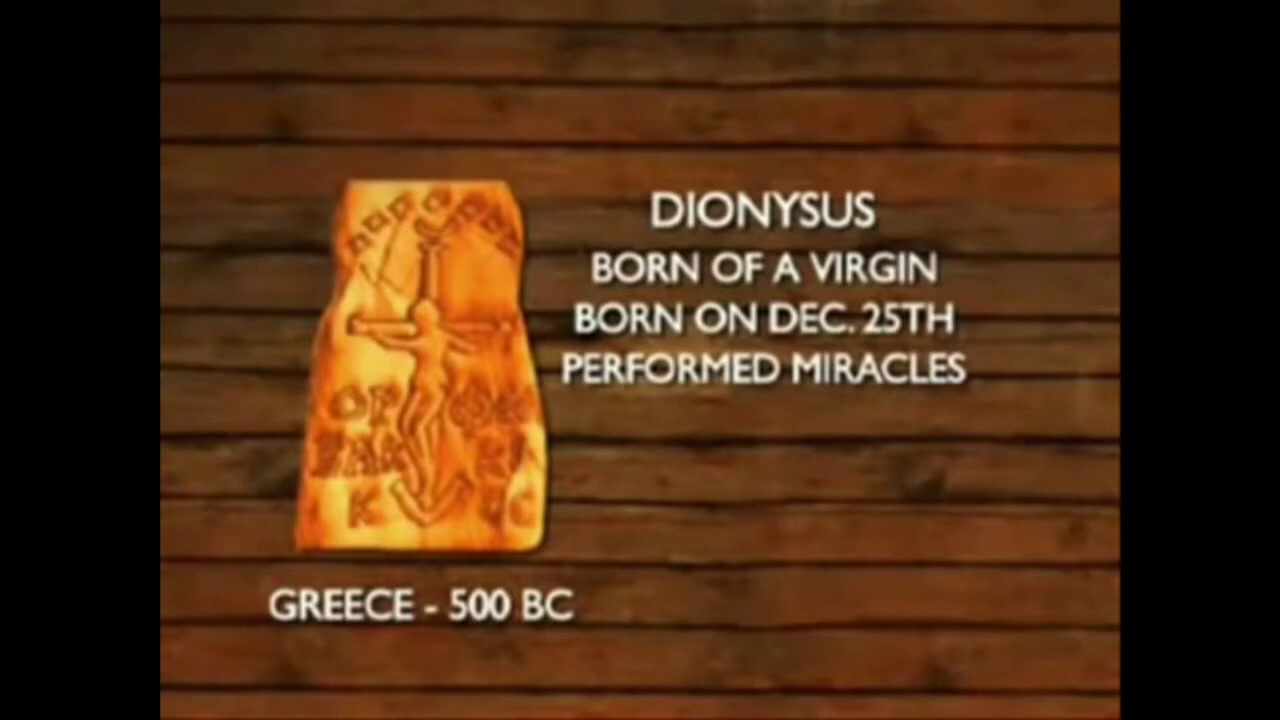 DIONYSUS
BORN OF A VIRGIN
BORN ON DEC. 25TH
PERFORMED MIRACLES
GREECE - 500 BC